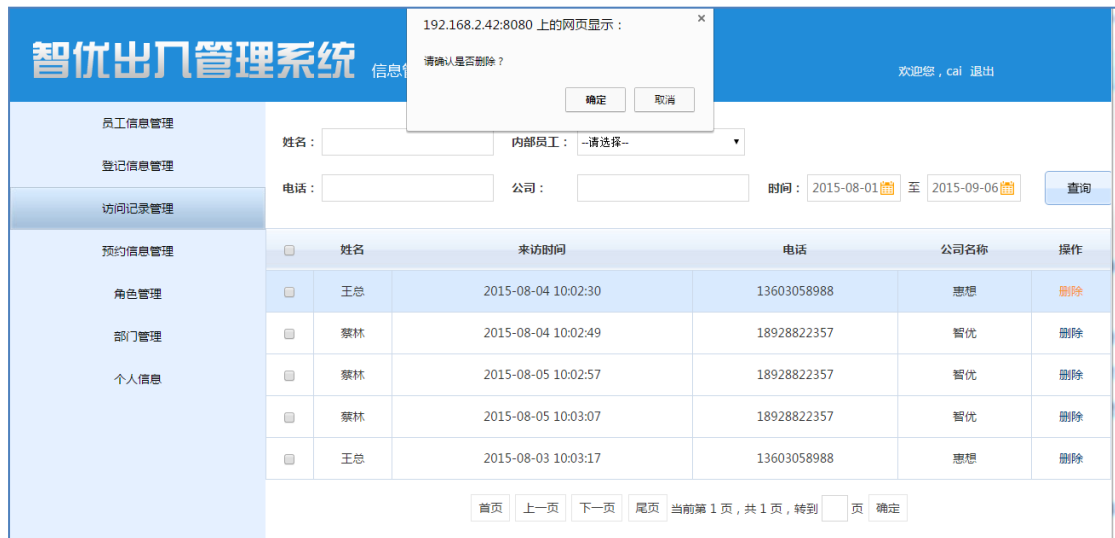 192.168.2.42:8080 上的网页显示：
×
请确认是否删除？
确定 取消
智优出入管理系统 信息
欢迎您，cai 退出
员工信息管理
登记信息管理
访问记录管理
预约信息管理
角色管理
部门管理
个人信息
姓名： 内部员工： --请选择--
电话： 公司： 时间： 2015-08-01 至 2015-09-06 查询
姓名 来访时间 电话 公司名称 操作
王总 2015-08-04 10:02:30 13603058988 惠想 删除
蔡林 2015-08-04 10:02:49 18928822357 智优 删除
蔡林 2015-08-05 10:02:57 18928822357 智优 删除
蔡林 2015-08-05 10:03:07 18928822357 智优 删除
王总 2015-08-03 10:03:17 13603058988 惠想 删除
首页 上一页 下一页 尾页 当前第 1 页，共 1 页，转到 页 确定